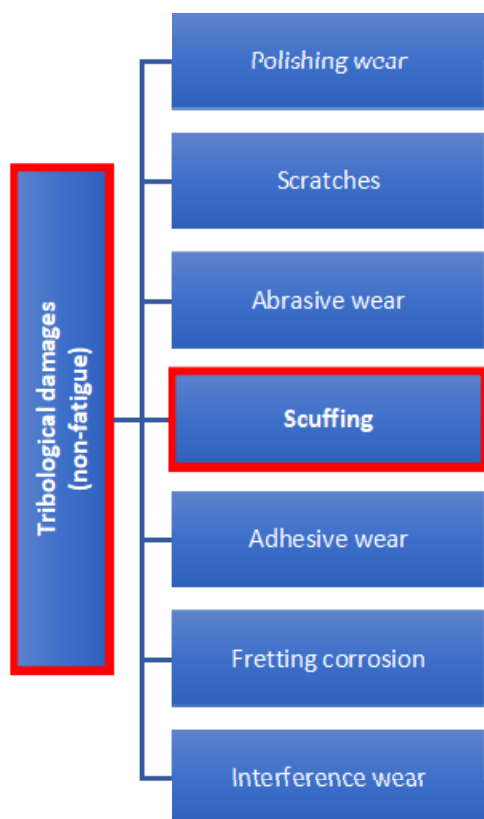 Polishing wear
Scratches
Abrasive wear
Tribological damages
(non-fatigue)
Scuffing
Adhesive wear
Fretting corrosion
Interference wear